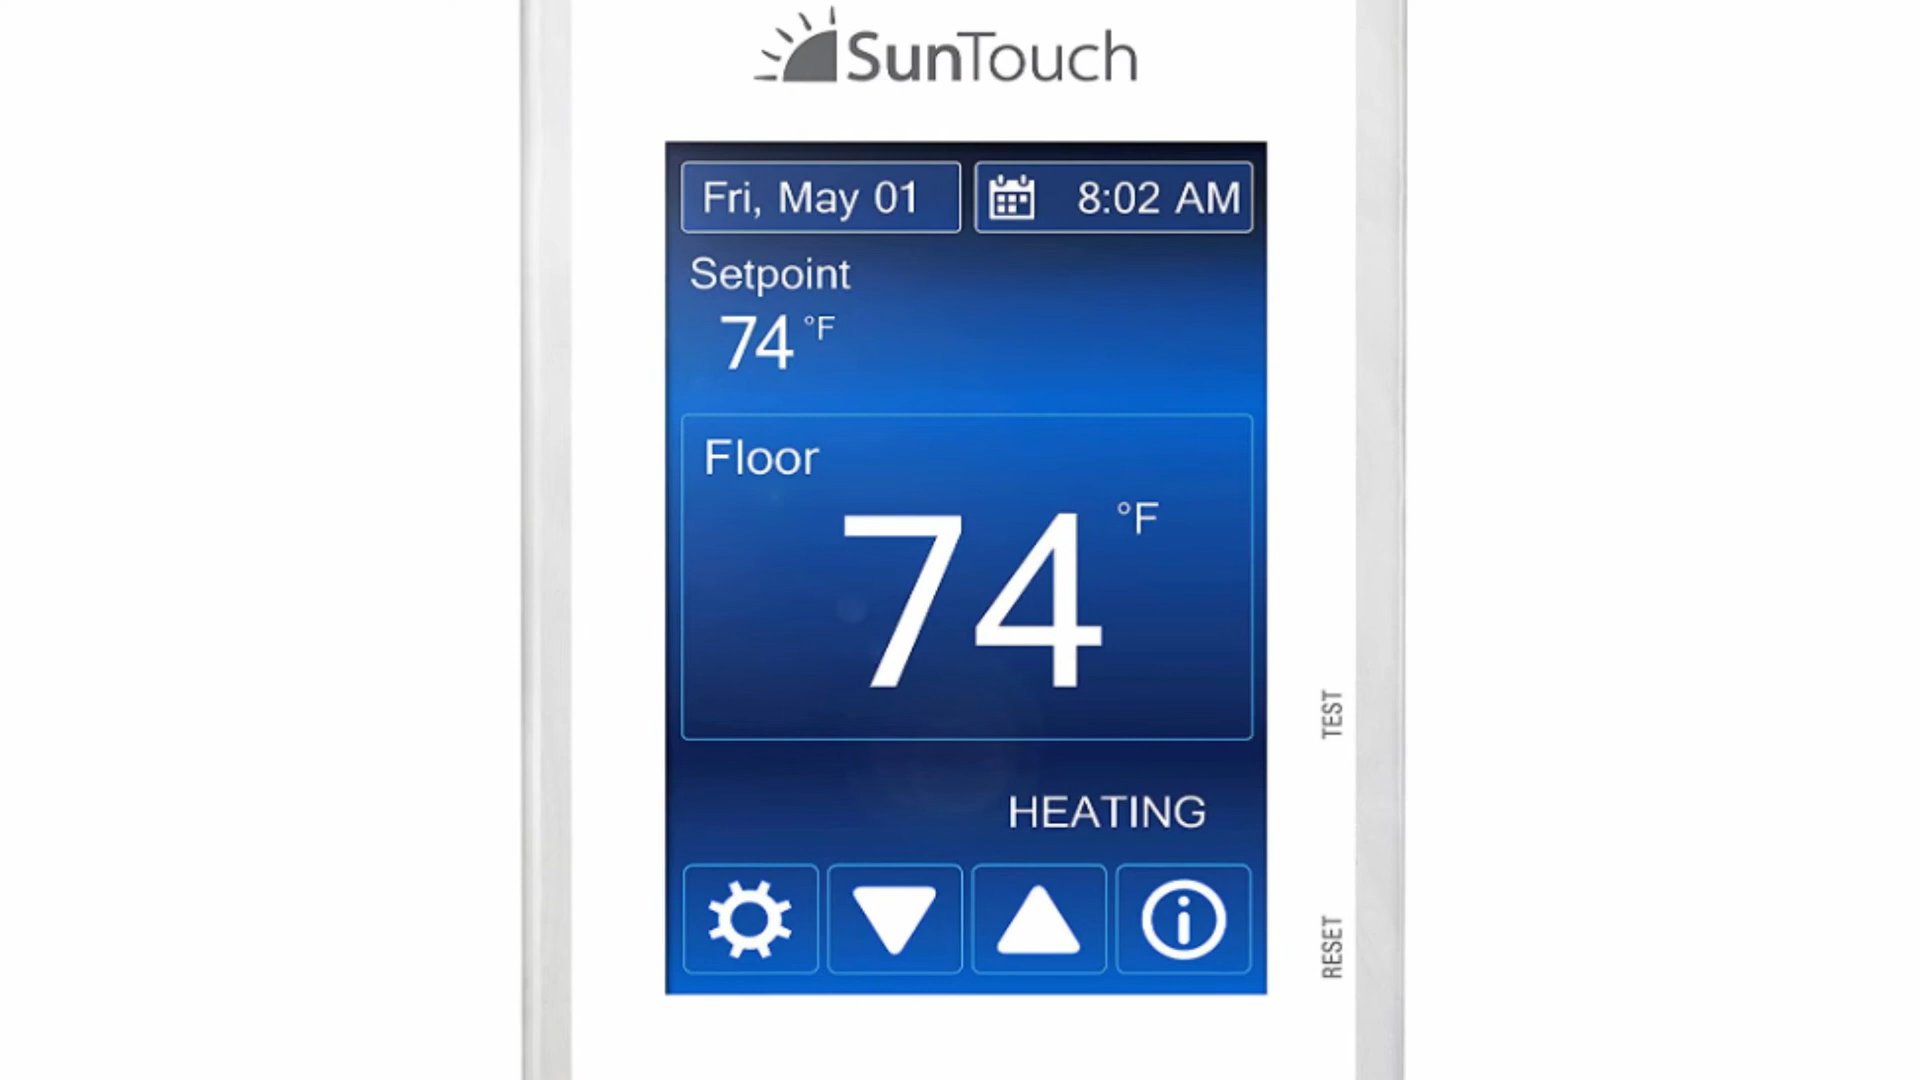 SunTouch
Fri, May 01
8:02 AM
Setpoint
74 °F
Floor
74 °F
HEATING
TEST
RESET